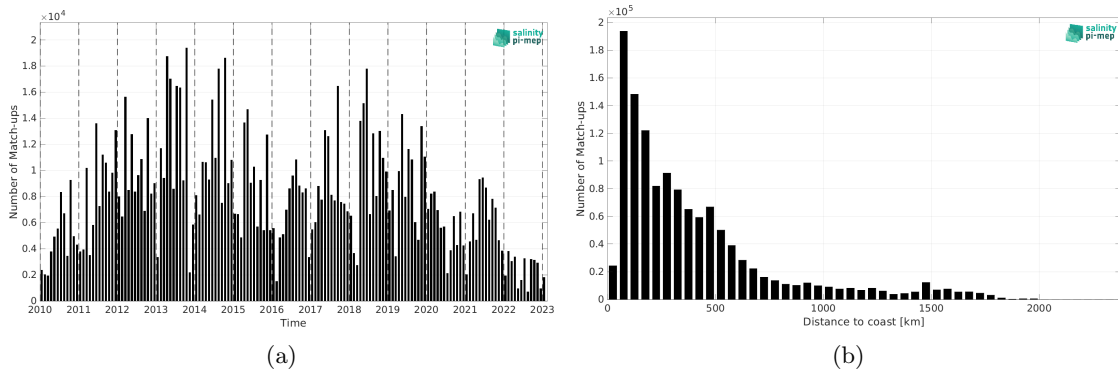 ×10⁴
salinity
pi-mep
Number of Match-ups
2
1.8
1.6
1.4
1.2
1
0.8
0.6
0.4
0.2
0
2010 2011 2012 2013 2014 2015 2016 2017 2018 2019 2020 2021 2022 2023
Time
(a)
×10⁵
salinity
pi-mep
Number of Match-ups
2
1.8
1.6
1.4
1.2
1
0.8
0.6
0.4
0.2
0
0 500 1000 1500 2000
Distance to coast [km]
(b)